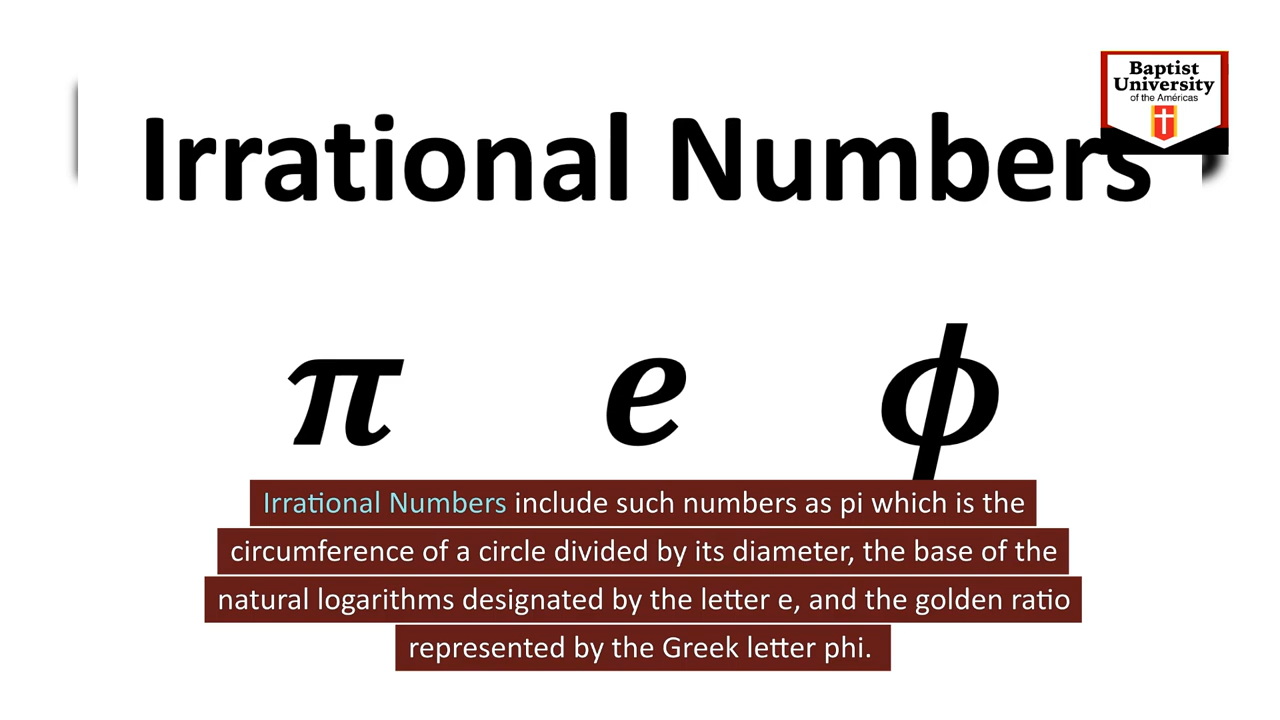 Baptist
University
of the Américas
Irrational Numbers
π e ϕ
Irrational Numbers include such numbers as pi which is the
circumference of a circle divided by its diameter, the base of the
natural logarithms designated by the letter e, and the golden ratio
represented by the Greek letter phi.